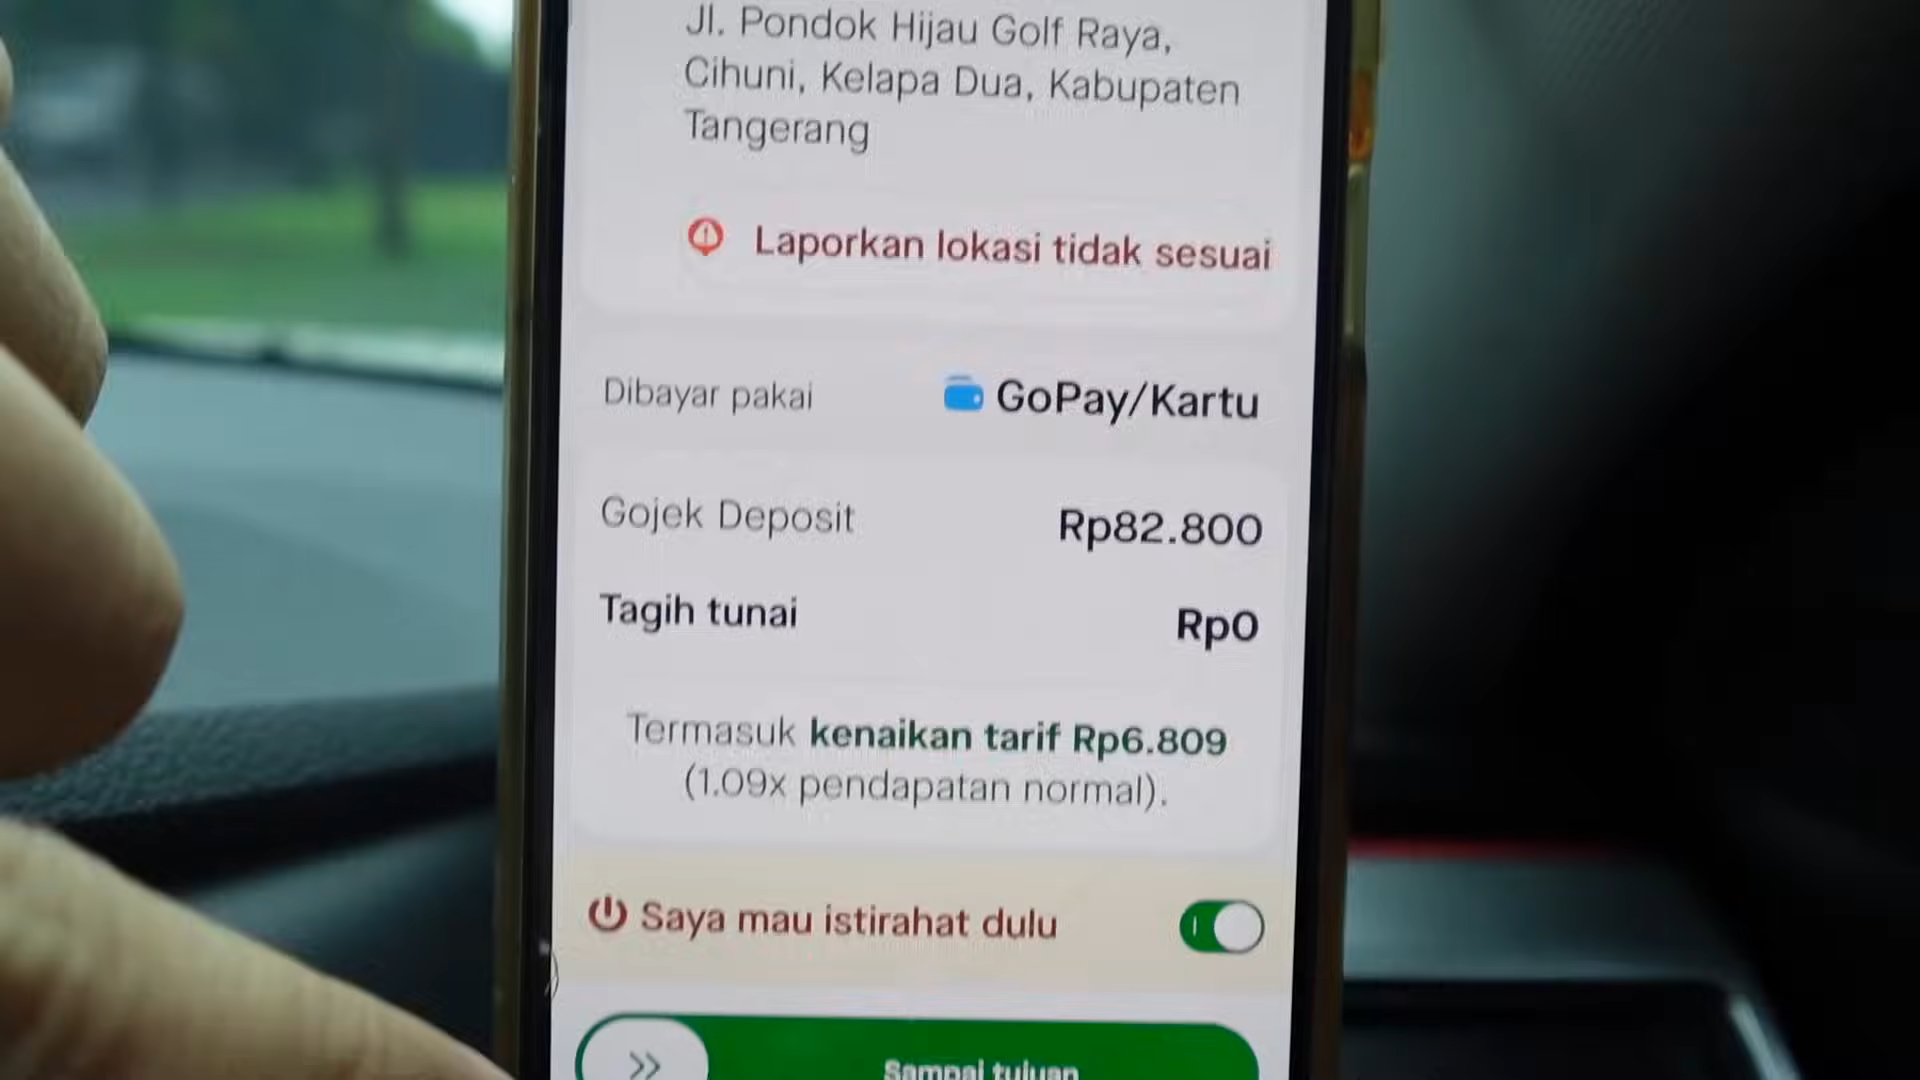 Jl. Pondok Hijau Golf Raya,
Cihuni, Kelapa Dua, Kabupaten
Tangerang
Laporkan lokasi tidak sesuai
Dibayar pakai GoPay/Kartu
Gojek Deposit Rp82.800
Tagih tunai Rp0
Termasuk kenaikan tarif Rp6.809
(1.09x pendapatan normal).
Saya mau istirahat dulu
Sampai tujuan